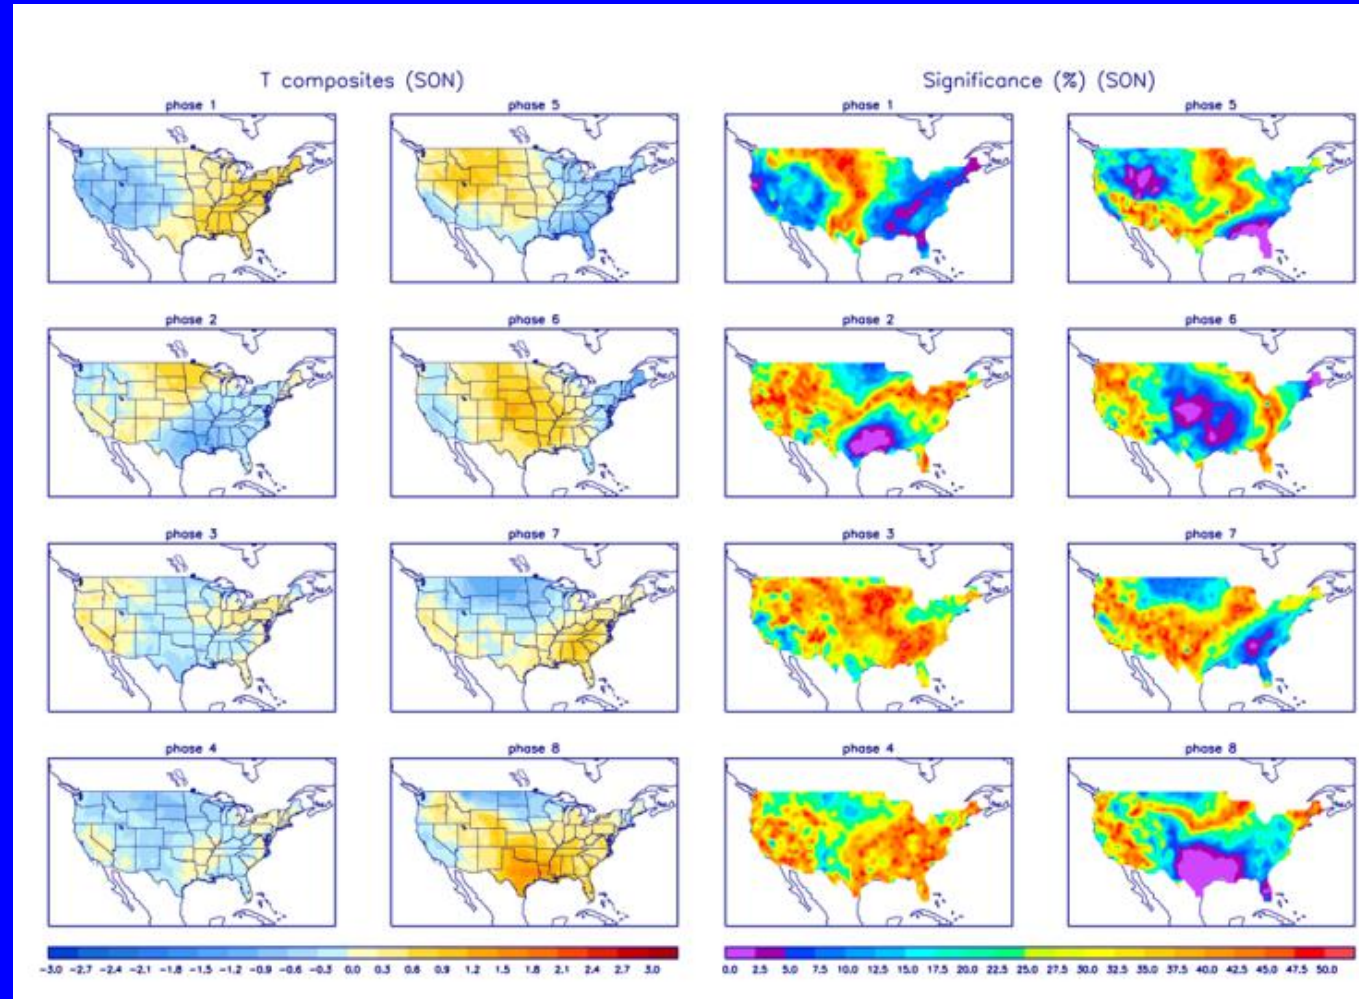 T composites (SON)
Significance (%) (SON)
phase 1
phase 5
phase 1
phase 5
phase 2
phase 6
phase 2
phase 6
phase 3
phase 7
phase 3
phase 7
phase 4
phase 8
phase 4
phase 8
-3.0 -2.7 -2.4 -2.1 -1.8 -1.5 -1.2 -0.9 -0.6 -0.3 0.0 0.3 0.6 0.9 1.2 1.5 1.8 2.1 2.4 2.7 3.0
0.0 2.5 5.0 7.5 10.0 12.5 15.0 17.5 20.0 22.5 25.0 27.5 30.0 32.5 35.0 37.5 40.0 42.5 45.0 47.5 50.0